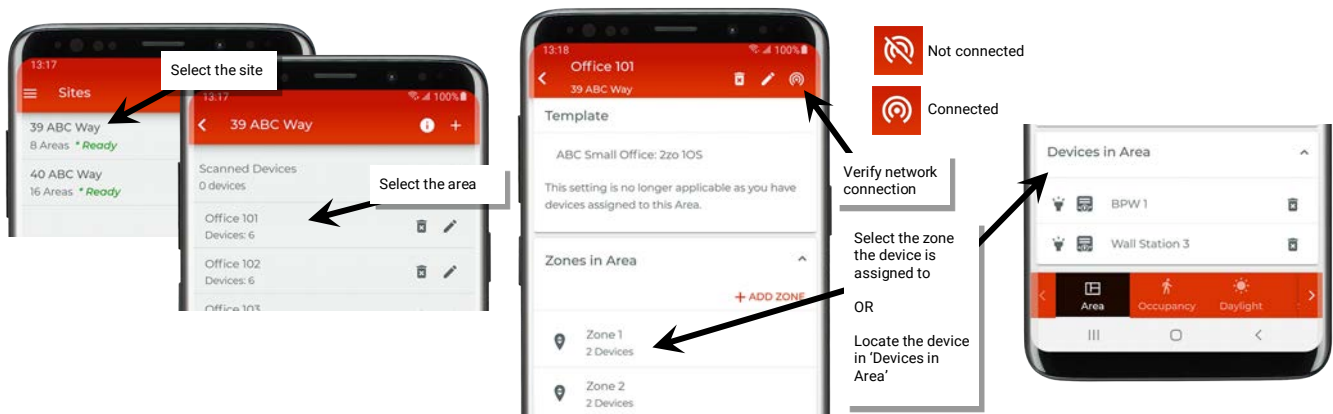 13:17
Sites
39 ABC Way
8 Areas * Ready
40 ABC Way
16 Areas * Ready
Select the site
13:17
100%
39 ABC Way
Scanned Devices
0 devices
Office 101
Devices: 6
Office 102
Devices: 6
Office 103
Select the area
13:18
100%
Office 101
39 ABC Way
Template
ABC Small Office: 2zo 1OS
This setting is no longer applicable as you have
devices assigned to this Area.
Zones in Area
+ ADD ZONE
Zone 1
2 Devices
Zone 2
2 Devices
Not connected
Connected
Verify network
connection
Select the zone
the device is
assigned to
OR
Locate the device
in ‘Devices in
Area’
Devices in Area
BPW 1
Wall Station 3
Area
Occupancy
Daylight